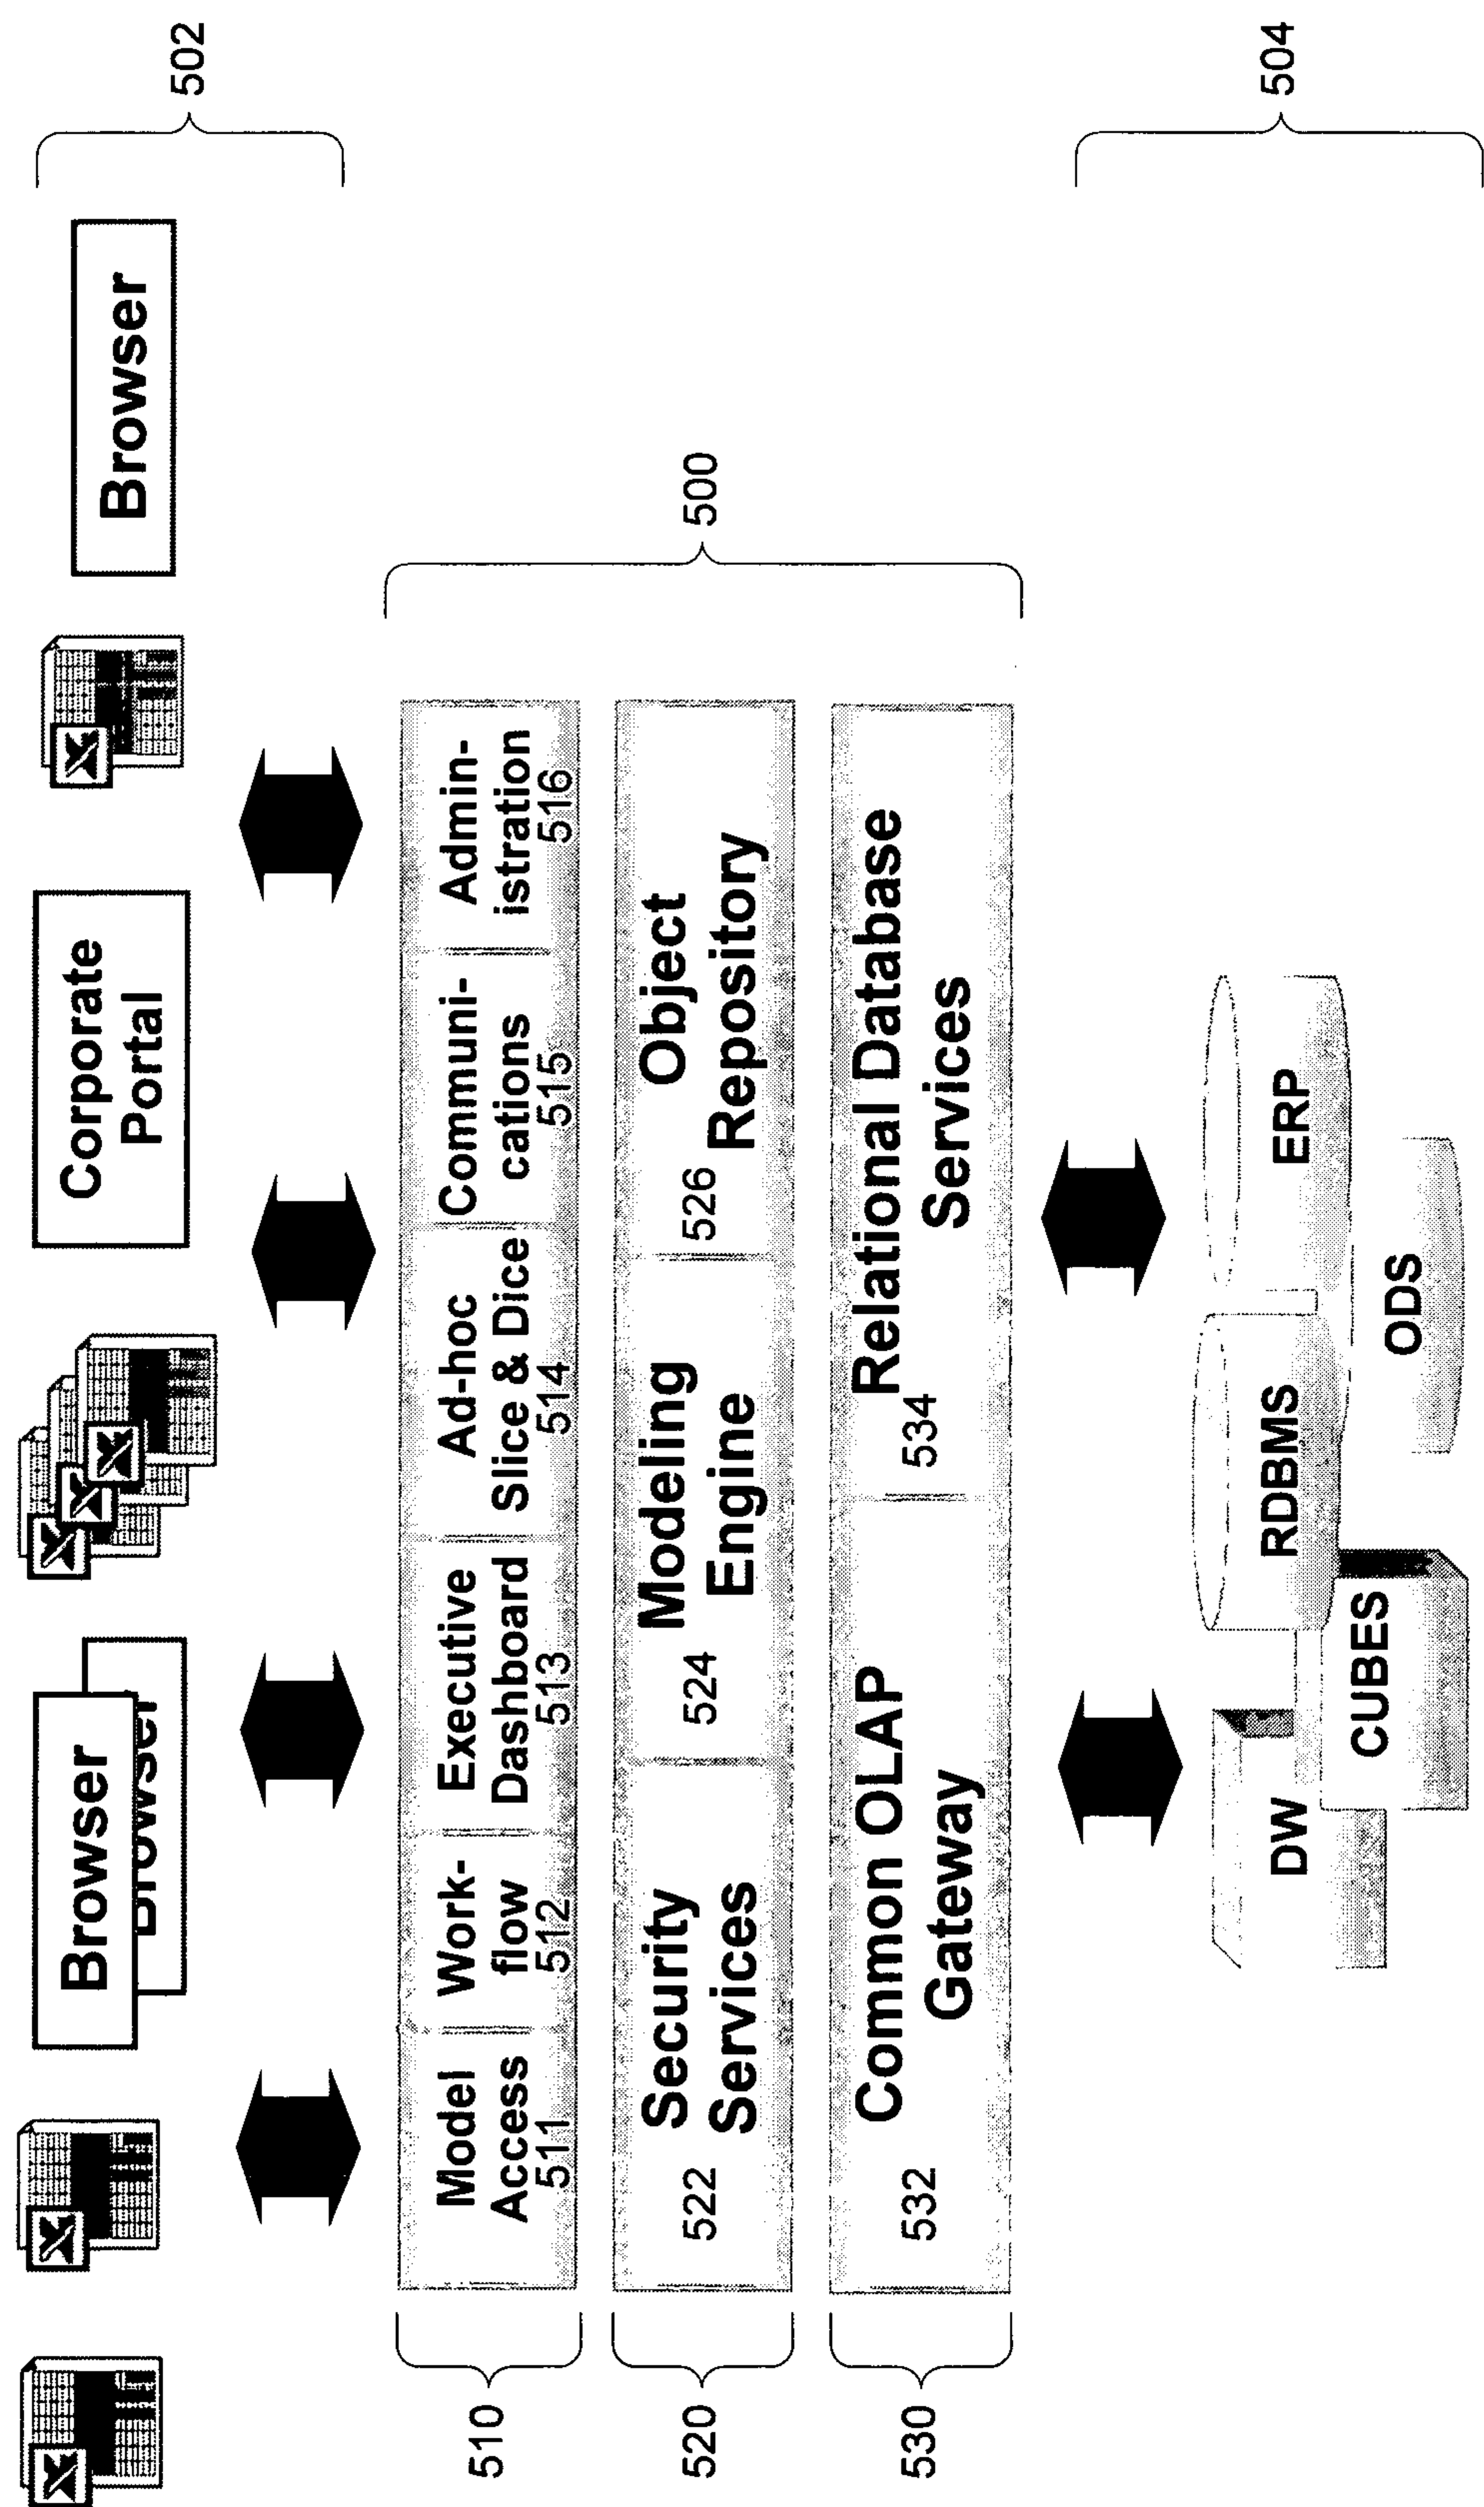 502
Browser
Browser
Corporate
Portal
Browser
500
510
Model
Access
511
Work-
flow
512
Executive
Dashboard
513
Ad-hoc
Slice & Dice
514
Communi-
cations
515
Admin-
istration
516
520
Security
Services
522
Modeling
Engine
524
Object
Repository
526
530
Common OLAP
Gateway
532
Relational Database
Services
534
504
DW
CUBES
RDBMS
ERP
ODS